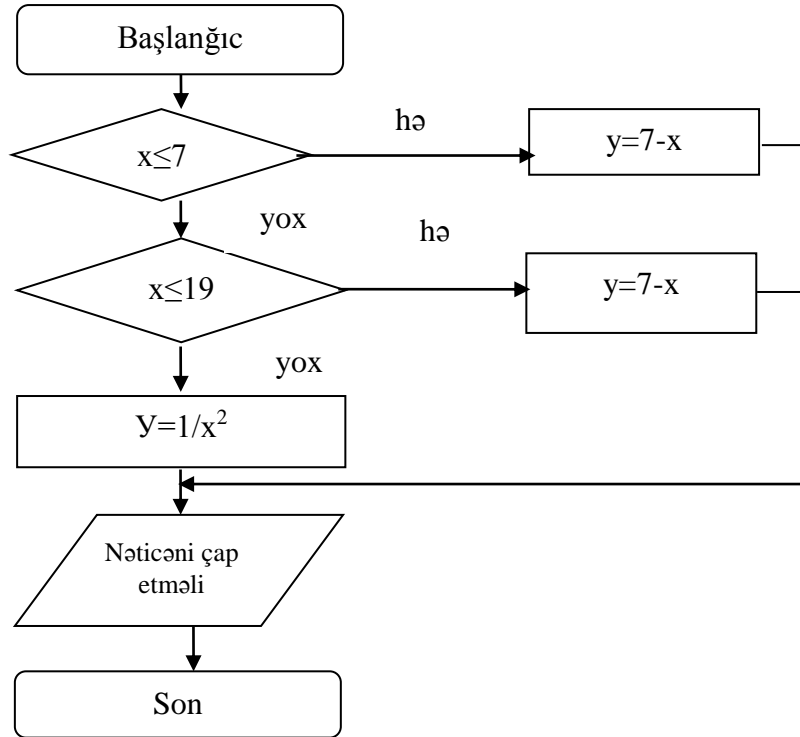 Başlanğıc
x≤7
hə
y=7-x
yox
x≤19
hə
y=7-x
yox
У=1/x²
Nəticəni çap
etməli
Son